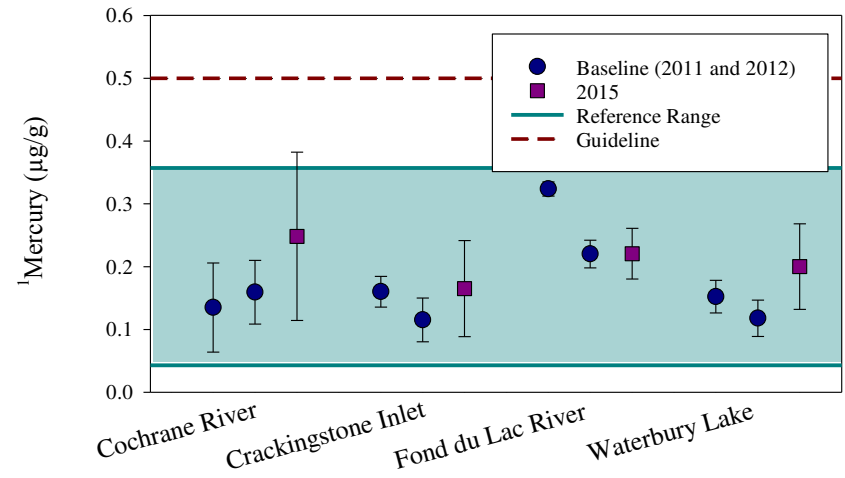 0.6
0.5
0.4
0.3
0.2
0.1
0.0
¹Mercury (µg/g)
Baseline (2011 and 2012)
2015
Reference Range
Guideline
Cochrane River
Crackingstone Inlet
Fond du Lac River
Waterbury Lake